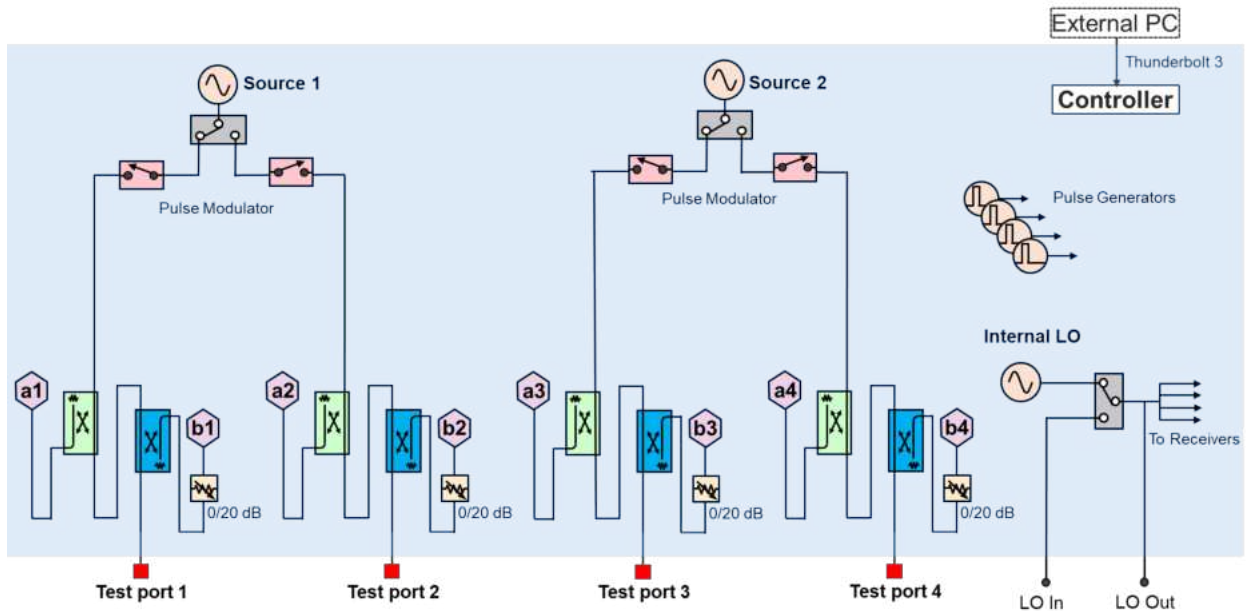 External PC
Thunderbolt 3
Controller
Source 1
Source 2
Pulse Modulator
Pulse Modulator
Pulse Generators
Internal LO
a1
a2
a3
a4
b1
b2
b3
b4
To Receivers
0/20 dB
0/20 dB
0/20 dB
0/20 dB
Test port 1
Test port 2
Test port 3
Test port 4
LO In
LO Out